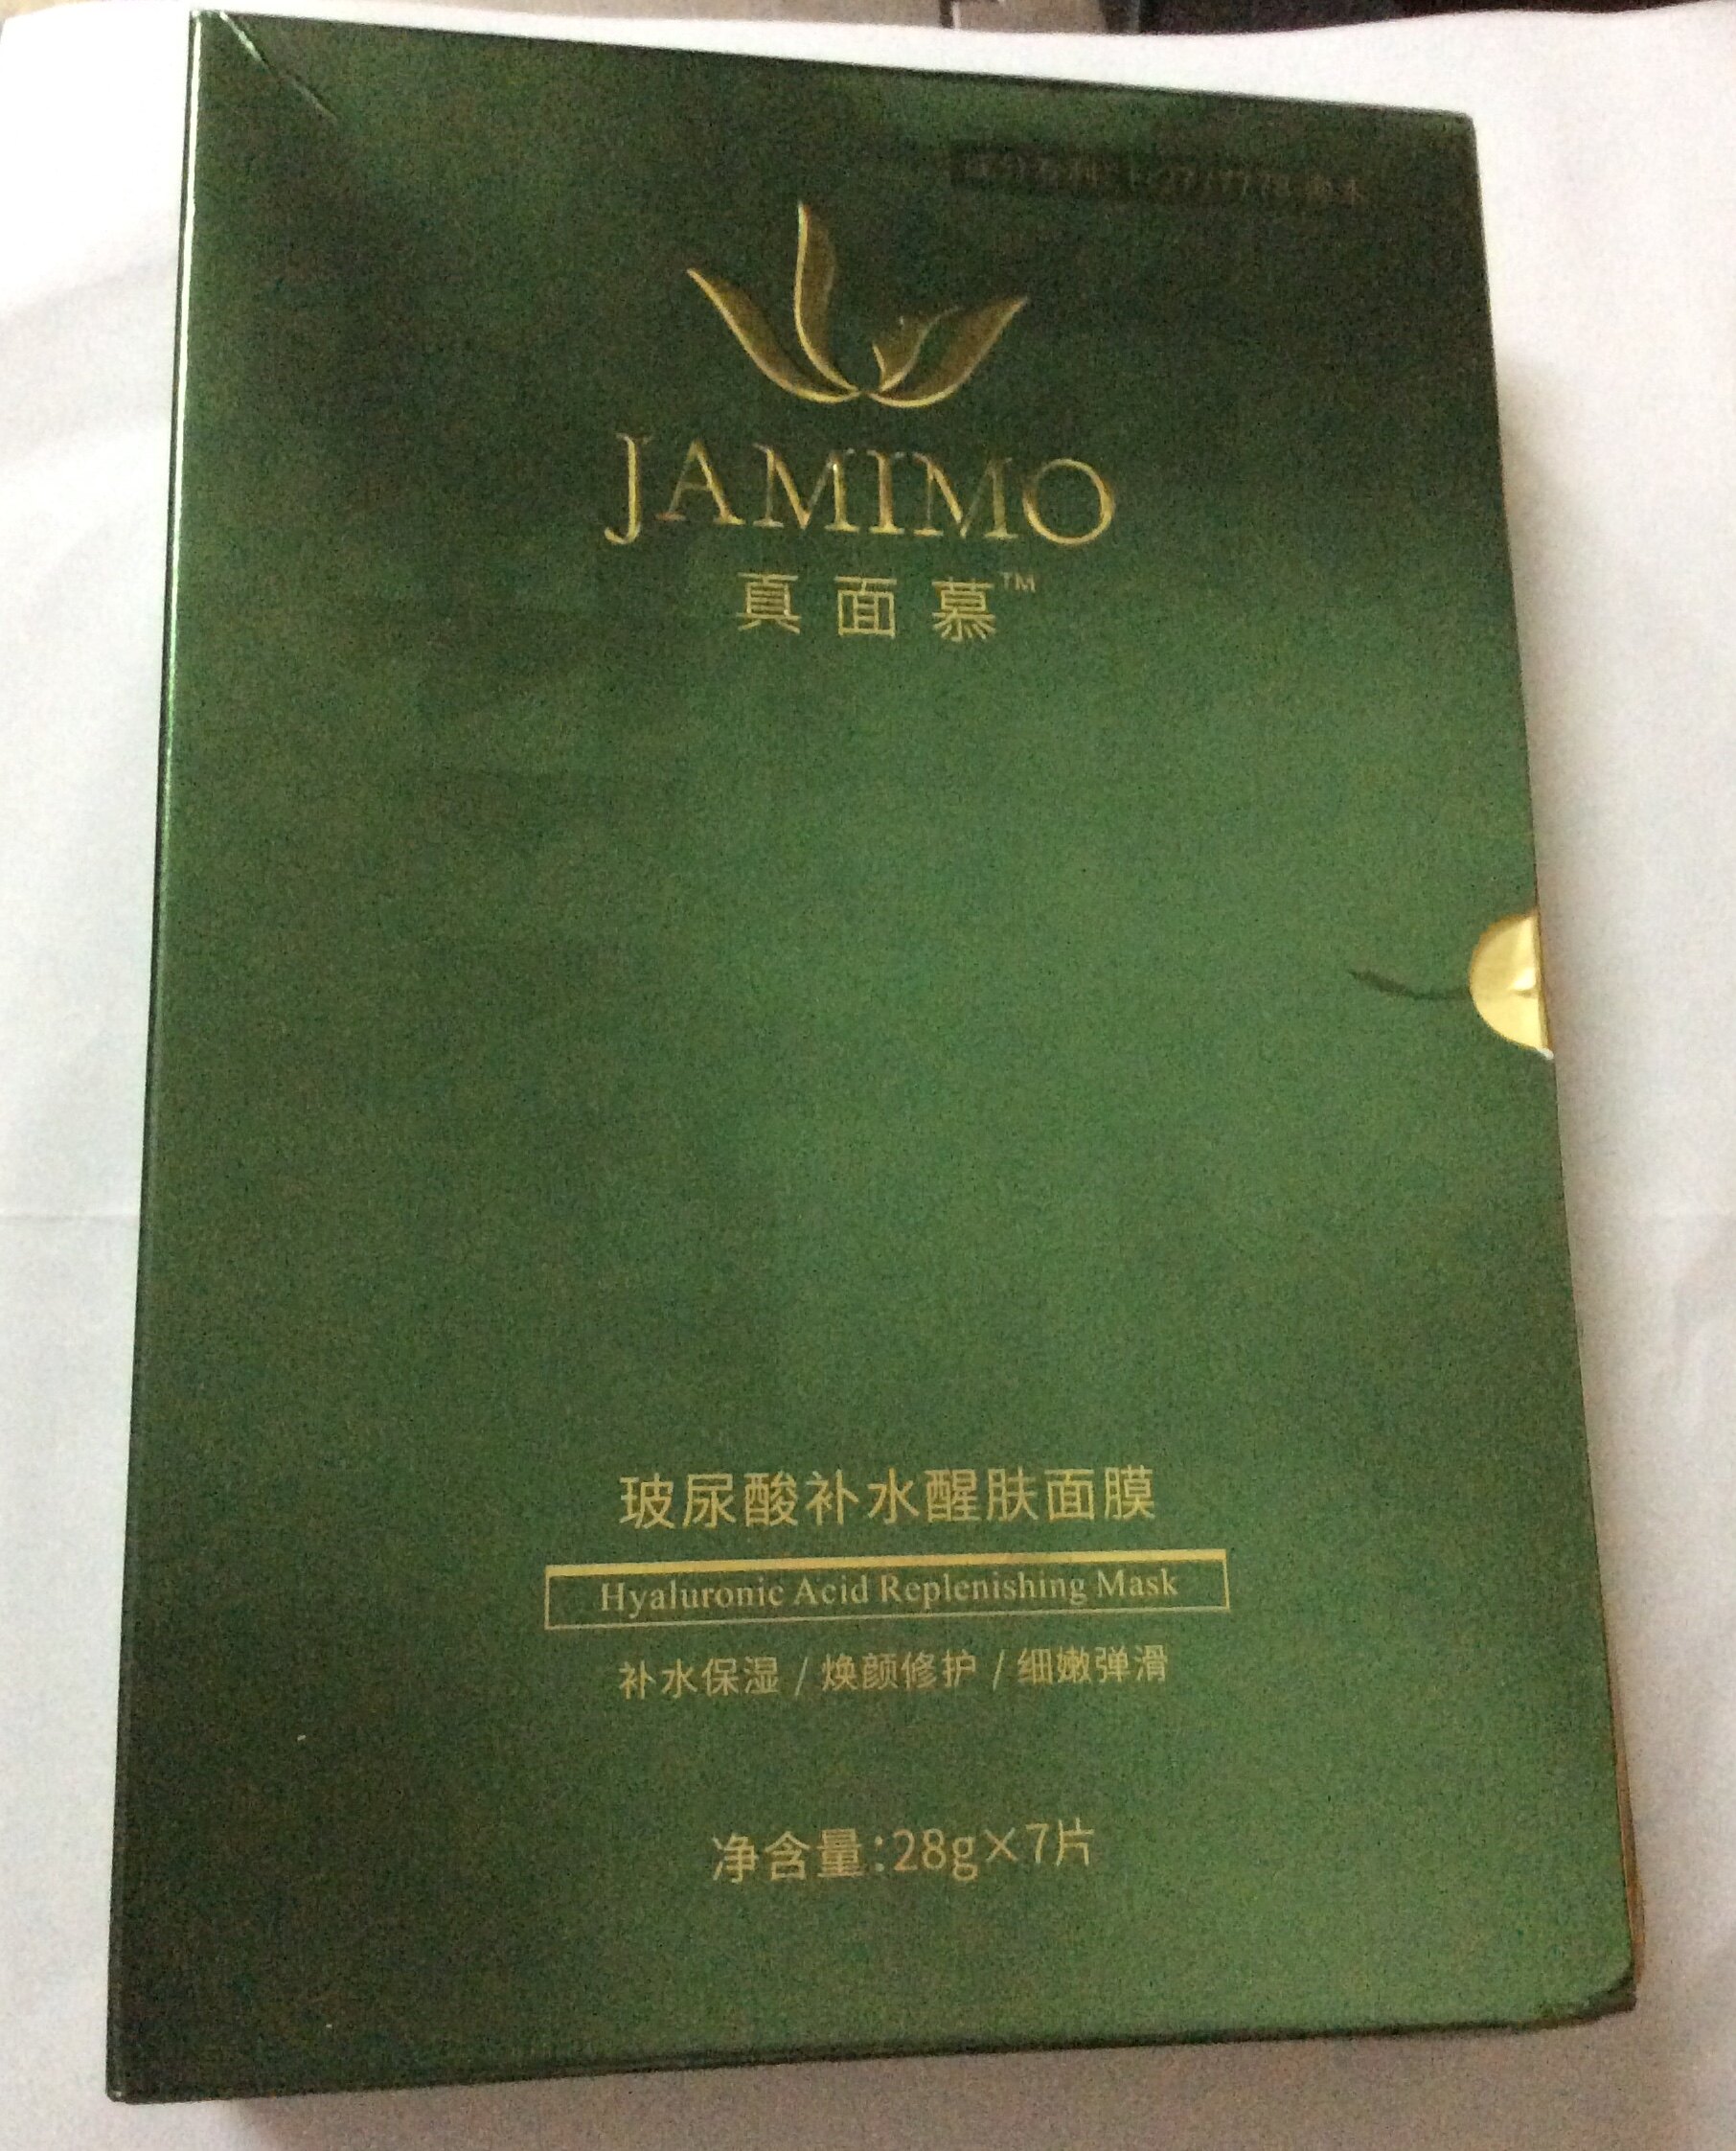 JAMIMO
真面慕™
玻尿酸补水醒肤面膜
Hyaluronic Acid Replenishing Mask
补水保湿 / 焕颜修护 / 细嫩弹滑
净含量:28g×7片